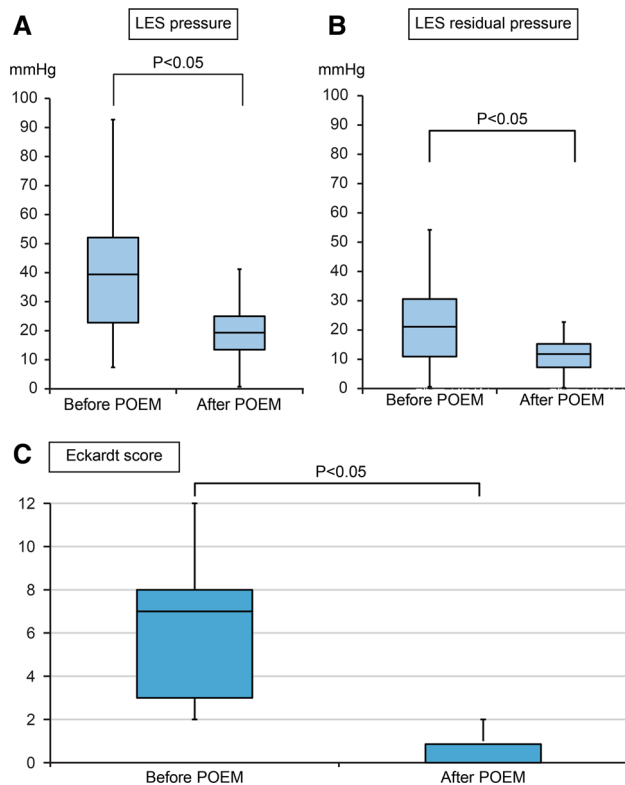 A
LES pressure
mmHg
P<0.05
100
90
80
70
60
50
40
30
20
10
0
Before POEM
After POEM
B
LES residual pressure
mmHg
P<0.05
100
90
80
70
60
50
40
30
20
10
0
Before POEM
After POEM
C
Eckardt score
P<0.05
12
10
8
6
4
2
0
Before POEM
After POEM